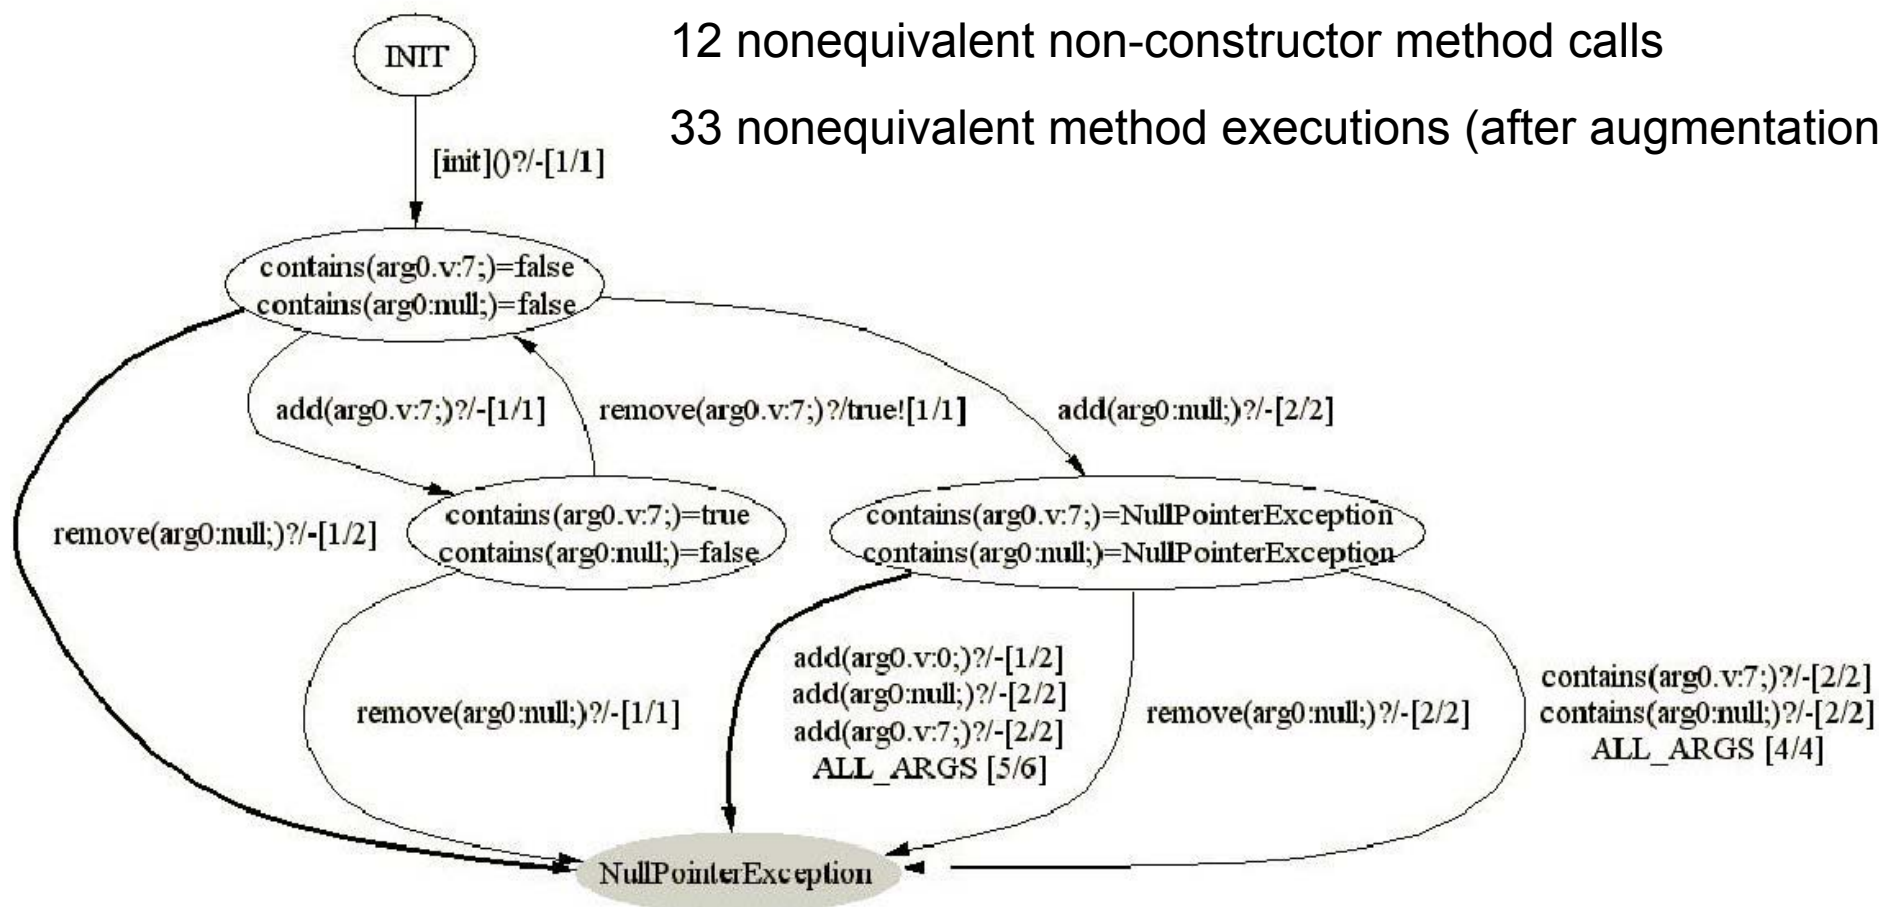 12 nonequivalent non-constructor method calls
INIT
33 nonequivalent method executions (after augmentation
[init]()?/-[1/1]
contains(arg0.v:7;)=false
contains(arg0:null;)=false
add(arg0.v:7;)?/-[1/1]
remove(arg0.v:7;)?/true![1/1]
add(arg0:null;)?/-[2/2]
remove(arg0:null;)?/-[1/2]
contains(arg0.v:7;)=true
contains(arg0:null;)=false
contains(arg0.v:7;)=NullPointerException
contains(arg0:null;)=NullPointerException
remove(arg0:null;)?/-[1/1]
add(arg0.v:0;)?/-[1/2]
add(arg0:null;)?/-[2/2]
add(arg0.v:7;)?/-[2/2]
ALL_ARGS [5/6]
remove(arg0:null;)?/-[2/2]
contains(arg0.v:7;)?/-[2/2]
contains(arg0:null;)?/-[2/2]
ALL_ARGS [4/4]
NullPointerException